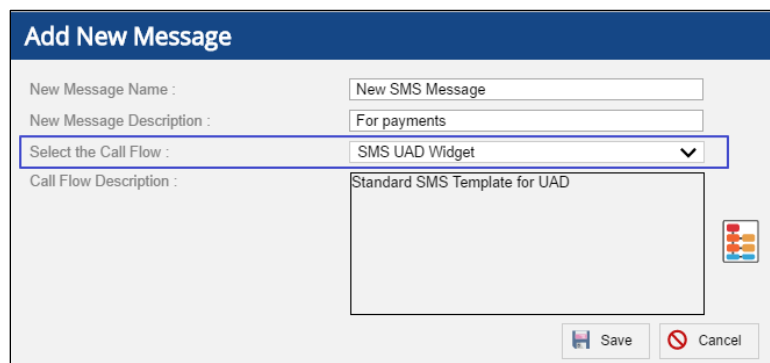 Add New Message
New Message Name : New SMS Message
New Message Description : For payments
Select the Call Flow : SMS UAD Widget
Call Flow Description : Standard SMS Template for UAD
Save Cancel